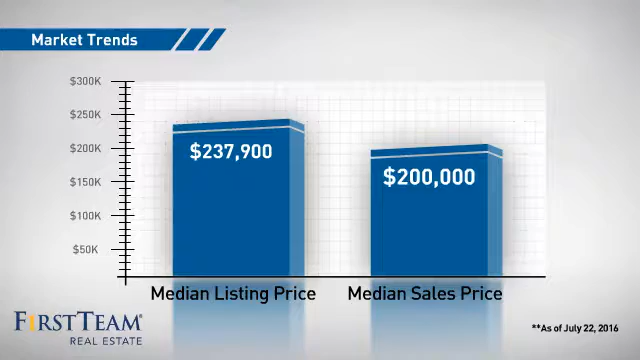 Market Trends
$300K
$250K
$200K
$150K
$100K
$50K
$237,900
$200,000
Median Listing Price
Median Sales Price
FIRSTTEAM®
REAL ESTATE
**As of July 22, 2016